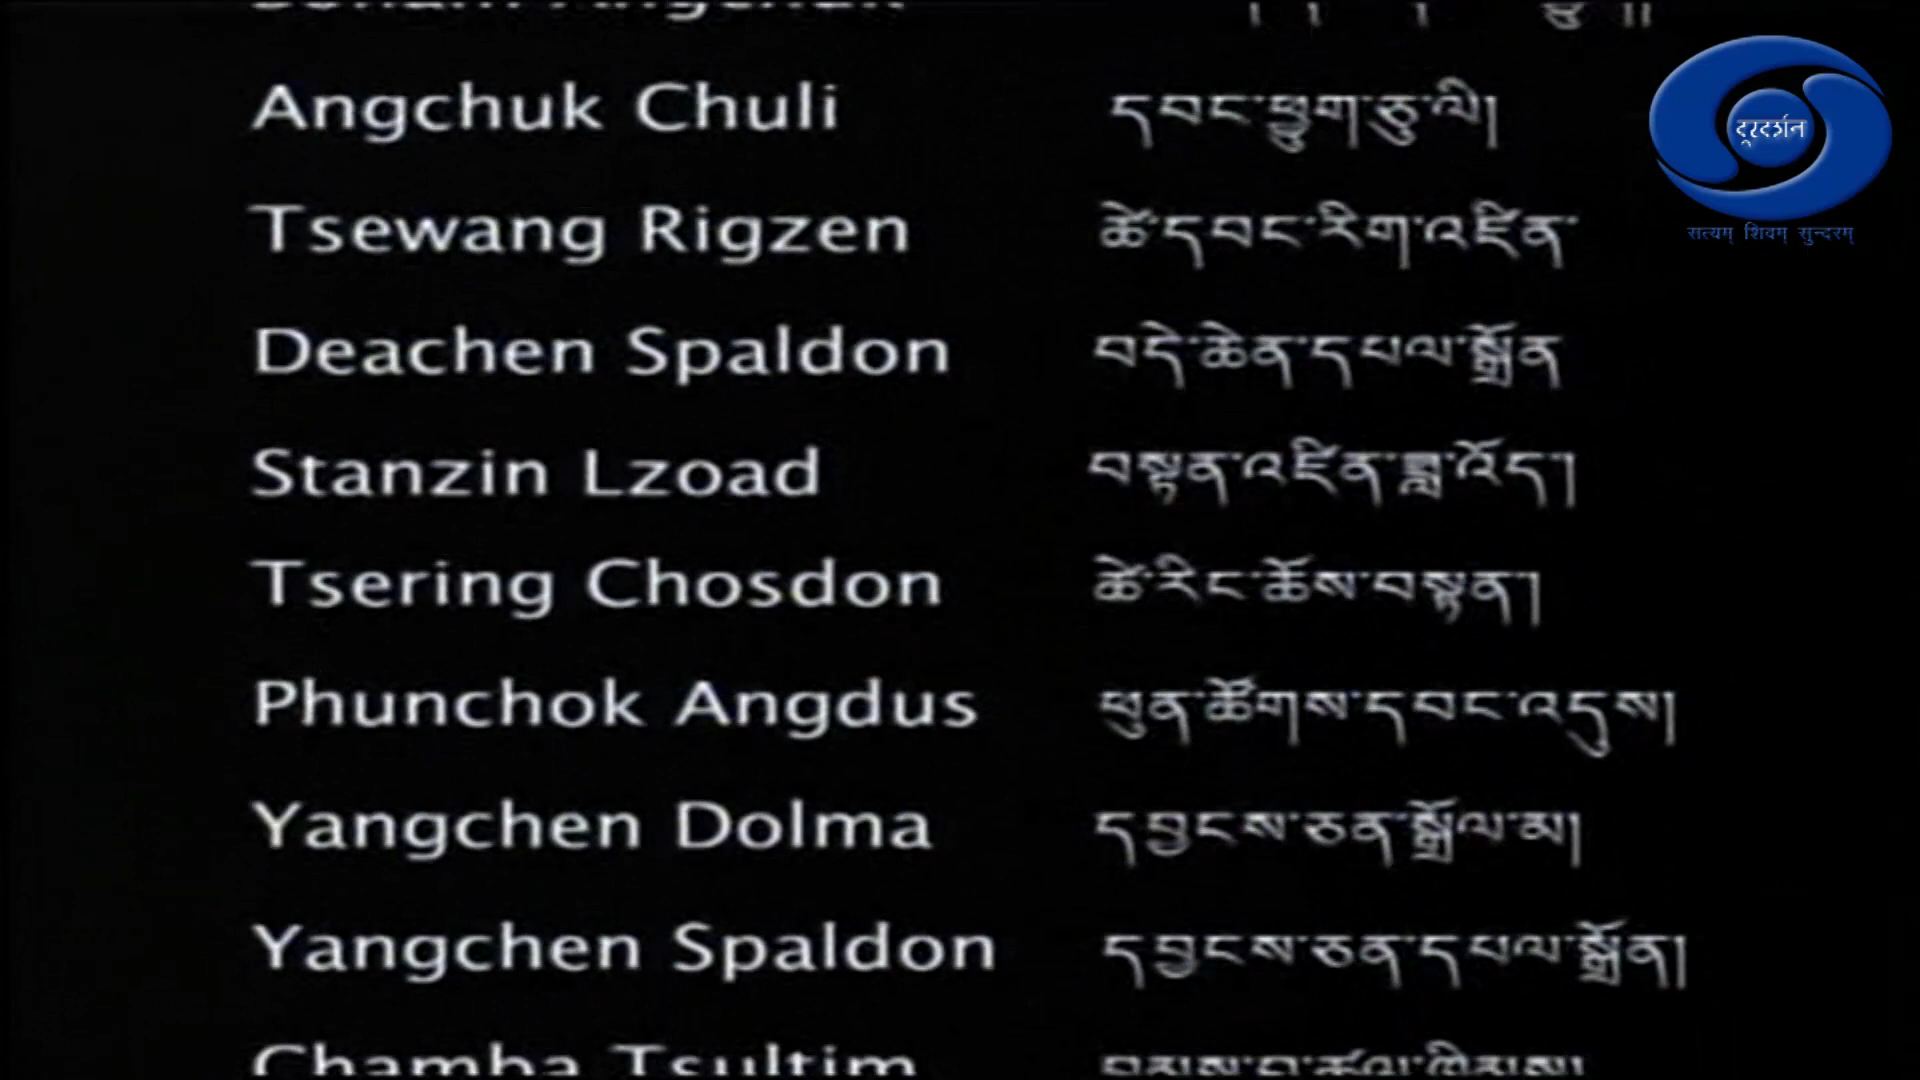 Angchuk Chuli དབང་ཕྱུག་ཅུ་ལི།
Tsewang Rigzen ཚེ་དབང་རིག་འཛིན་
Deachen Spaldon བདེ་ཆེན་དཔལ་སྒྲོན
Stanzin Lzoad བསྟན་འཛིན་ཟླ་འོད་།
Tsering Chosdon ཚེ་རིང་ཆོས་བསྟན་།
Phunchok Angdus ཕུན་ཚོགས་དབང་འདུས།
Yangchen Dolma དབྱངས་ཅན་སྒྲོལ་མ།
Yangchen Spaldon དབྱངས་ཅན་དཔལ་སྒྲོན།
Chamba Tsultim
दूरदर्शन
सत्यम् शिवम् सुन्दरम्